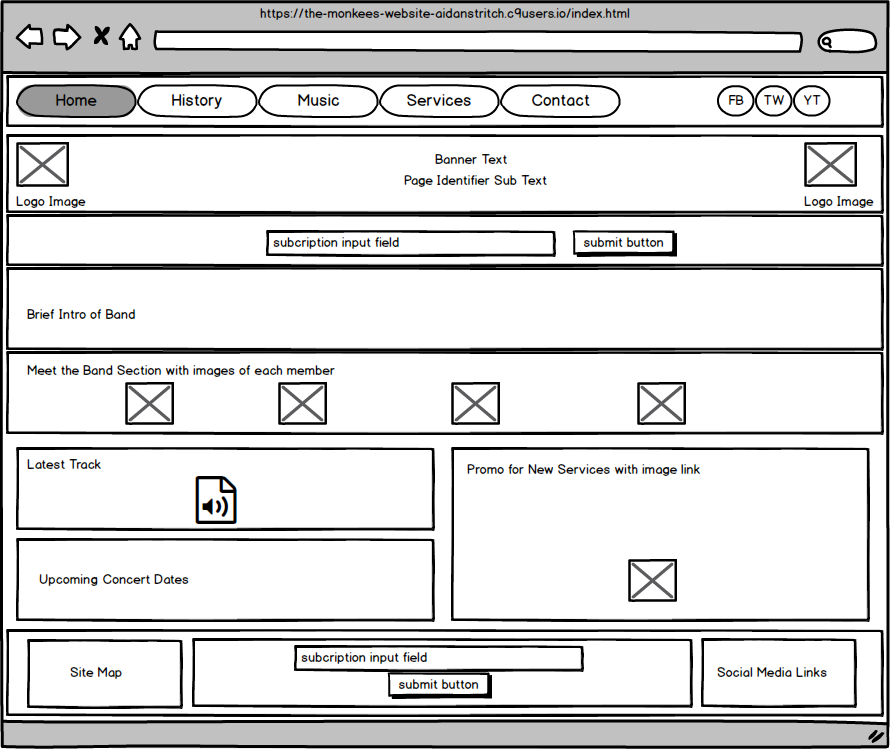 https://the-monkees-website-aidanstritch.c9users.io/index.html
Home History Music Services Contact FB TW YT
Banner Text
Page Identifier Sub Text
Logo Image Logo Image
subcription input field submit button
Brief Intro of Band
Meet the Band Section with images of each member
Latest Track
Promo for New Services with image link
Upcoming Concert Dates
Site Map
subcription input field
submit button
Social Media Links